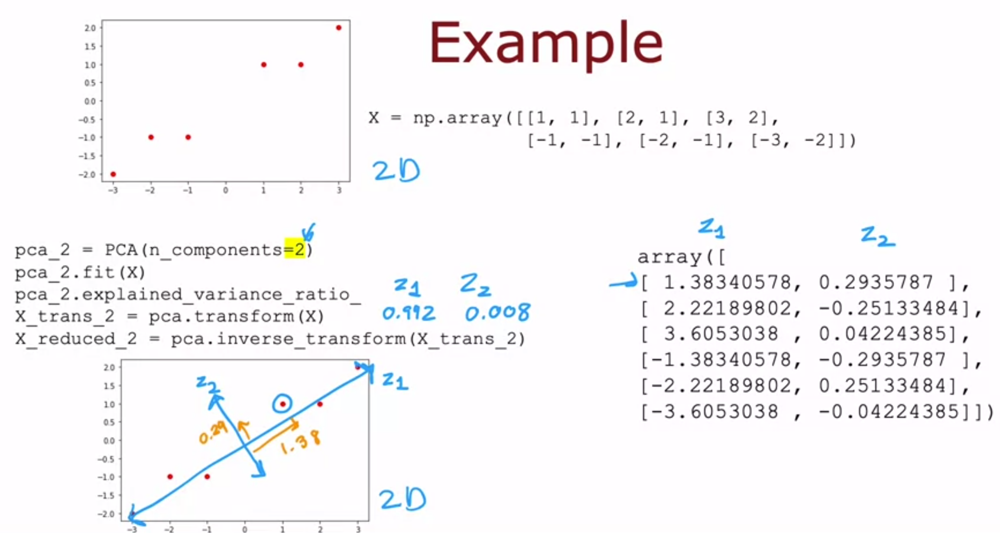 Example
2.0
1.5
1.0
0.5
0.0
−0.5
−1.0
−1.5
−2.0
−3 −2 −1 0 1 2 3
X = np.array([[1, 1], [2, 1], [3, 2],
[-1, -1], [-2, -1], [-3, -2]])
2D
pca_2 = PCA(n_components=2)
pca_2.fit(X)
pca_2.explained_variance_ratio_
X_trans_2 = pca.transform(X)
X_reduced_2 = pca.inverse_transform(X_trans_2)
z1 z2
0.992 0.008
z1 z2
array([
[ 1.38340578, 0.2935787 ],
[ 2.22189802, -0.25133484],
[ 3.6053038 , 0.04224385],
[-1.38340578, -0.2935787 ],
[-2.22189802, 0.25133484],
[-3.6053038 , -0.04224385]])
2.0
1.5
1.0
0.5
0.0
−0.5
−1.0
−1.5
−2.0
−3 −2 −1 0 1 2 3
z2
z1
0.29
1.38
2D